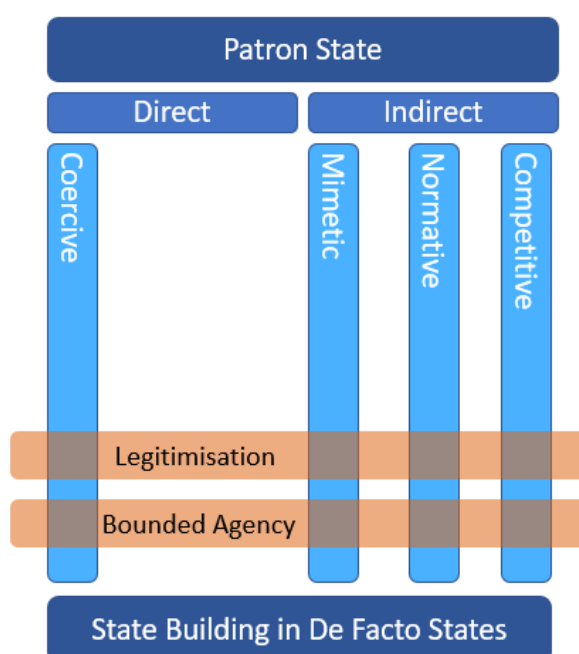 Patron State
Direct
Indirect
Coercive
Mimetic
Normative
Competitive
Legitimisation
Bounded Agency
State Building in De Facto States